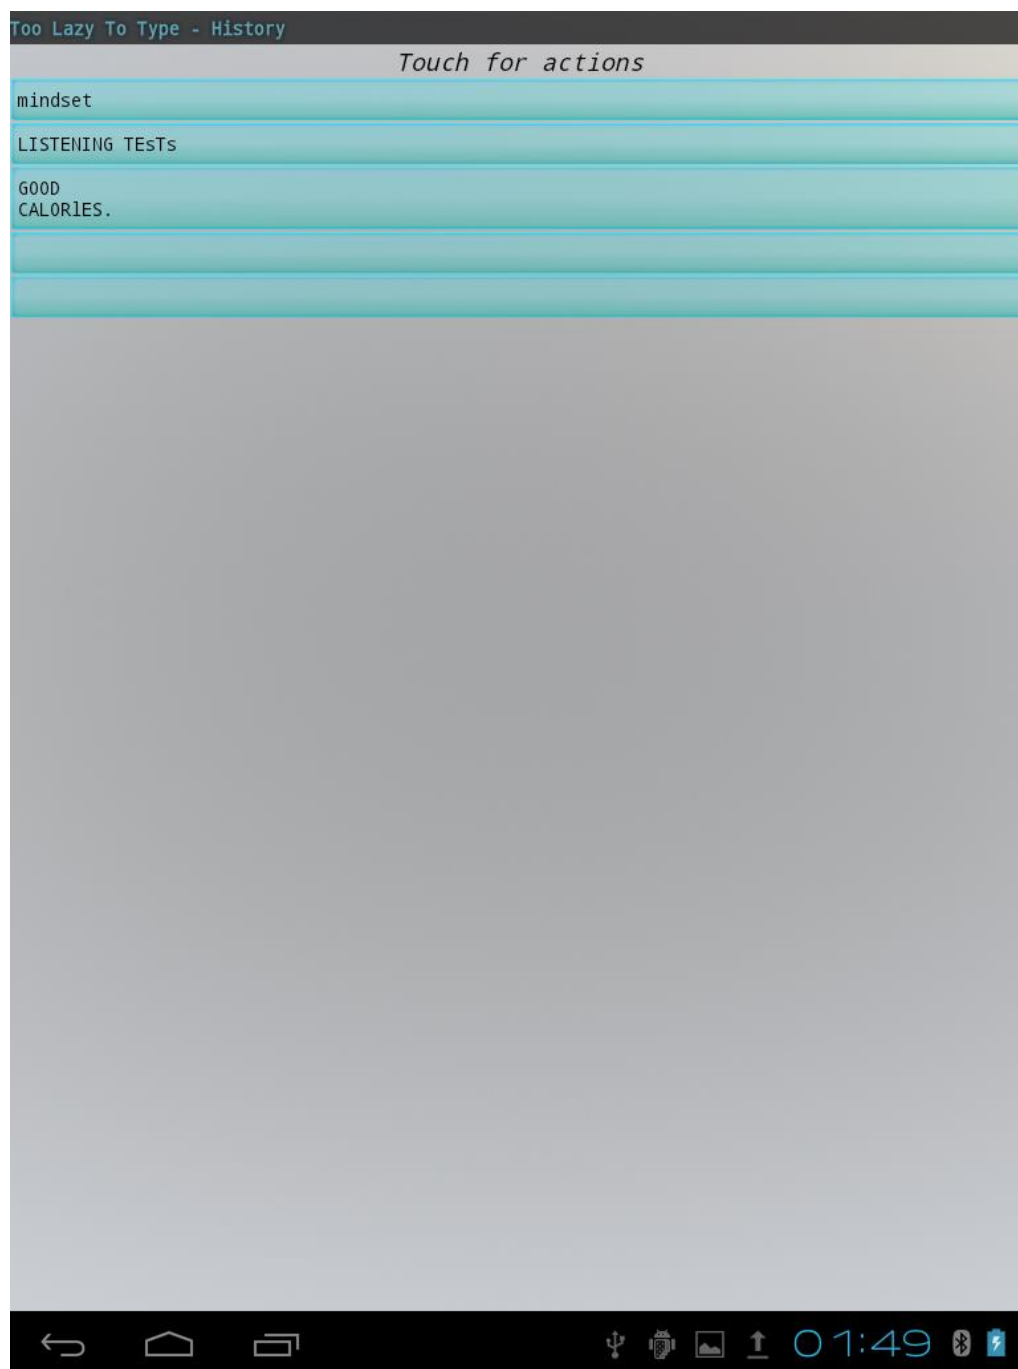 Too Lazy To Type - History
Touch for actions
mindset
LISTENING TEsTs
GOOD
CALORlES.
01:49